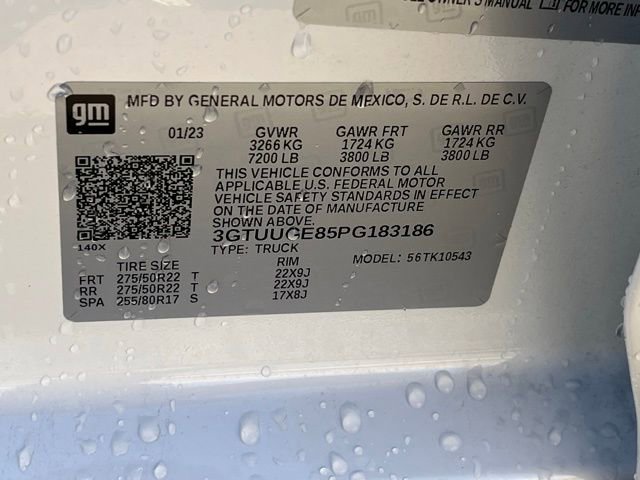 OWNER'S MANUAL FOR MORE INF
gm
MFD BY GENERAL MOTORS DE MEXICO, S. DE R.L. DE C.V.
01/23 GVWR GAWR FRT GAWR RR
3266 KG 1724 KG 1724 KG
7200 LB 3800 LB 3800 LB
THIS VEHICLE CONFORMS TO ALL
APPLICABLE U.S. FEDERAL MOTOR
VEHICLE SAFETY STANDARDS IN EFFECT
ON THE DATE OF MANUFACTURE
SHOWN ABOVE.
3GTUUGE85PG183186
140X
TYPE: TRUCK MODEL: 56TK10543
TIRE SIZE RIM
FRT 275/50R22 T 22X9J
RR 275/50R22 T 22X9J
SPA 255/80R17 S 17X8J